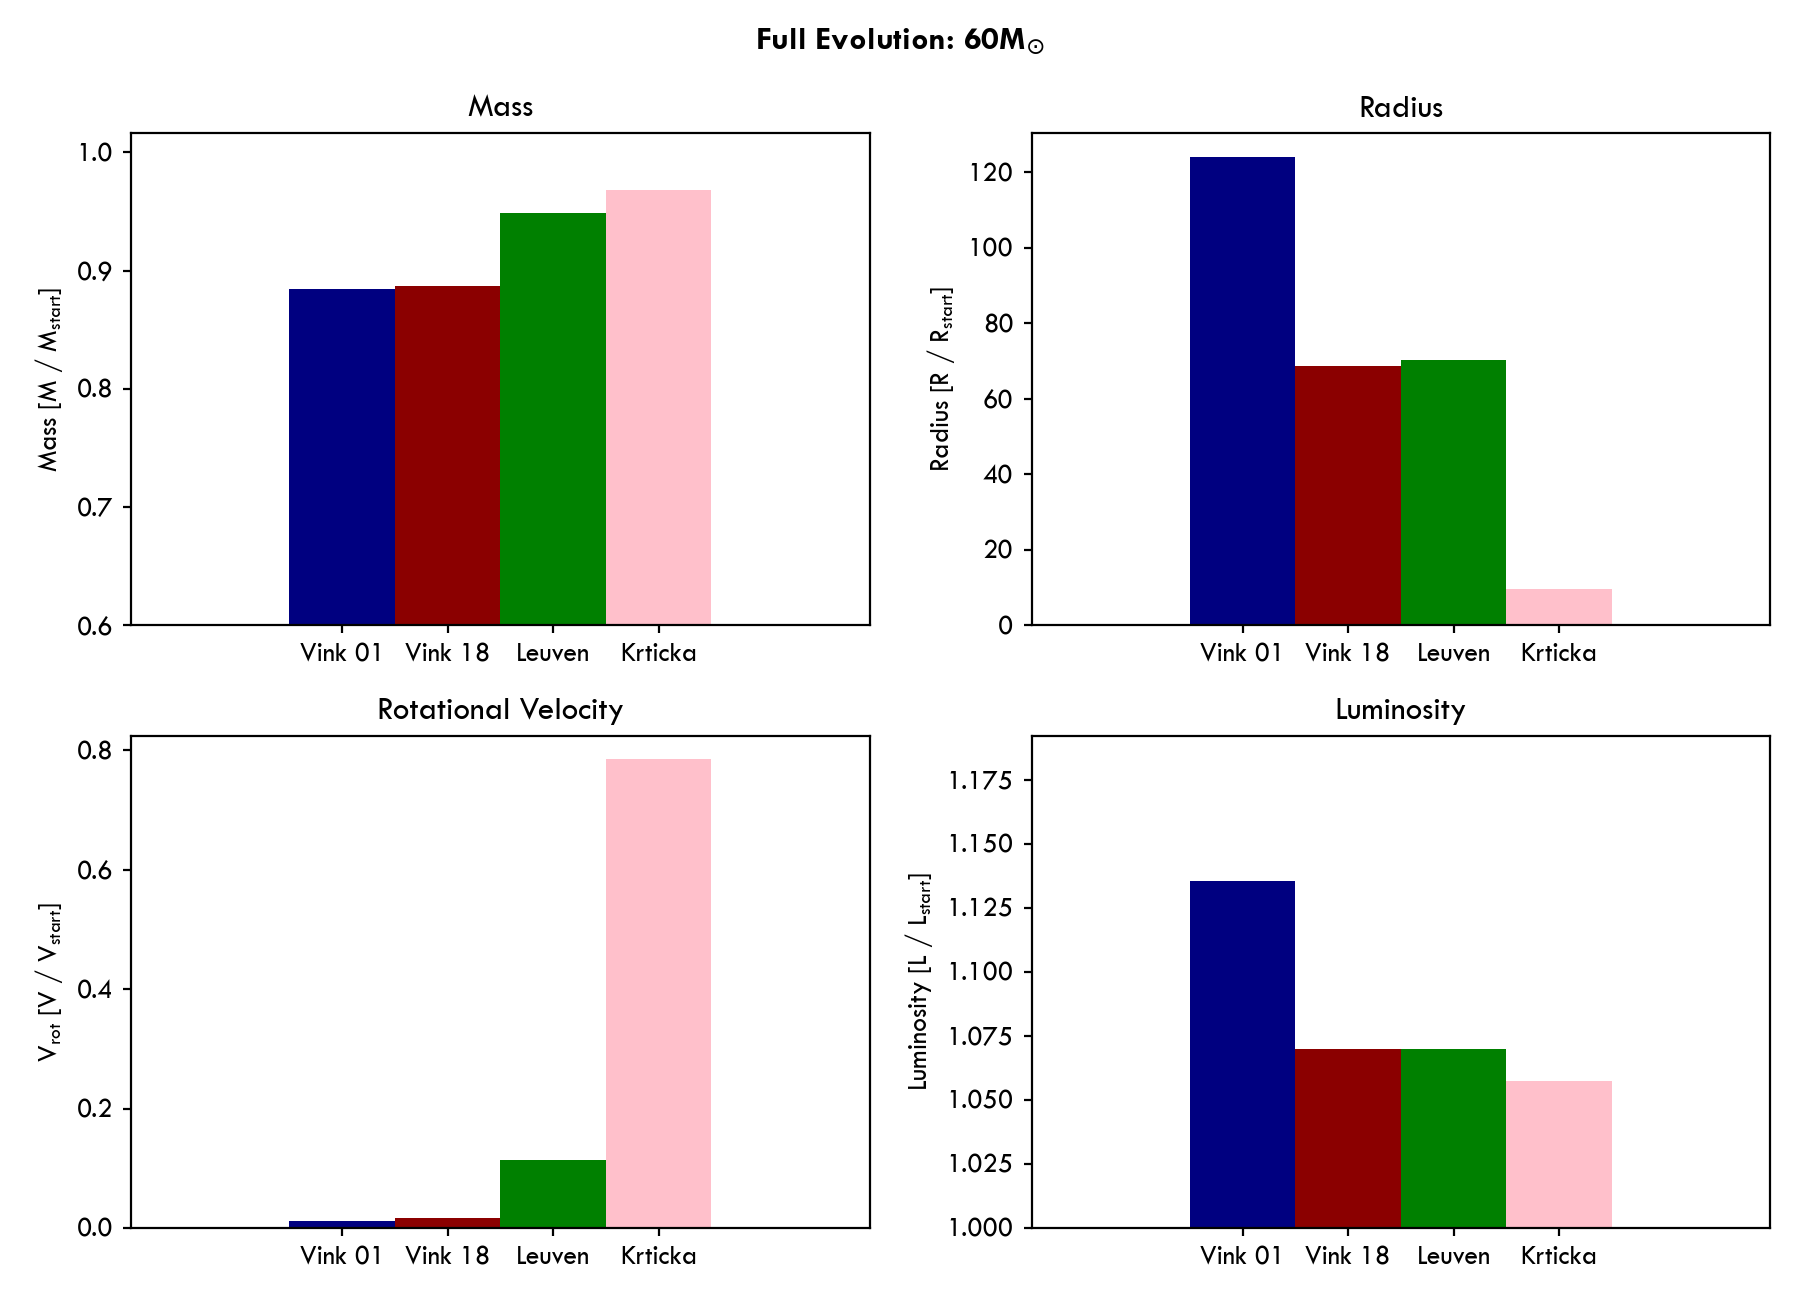 Full Evolution: 60M⊙
Mass
1.0
0.9
0.8
0.7
0.6
Mass [M / Mstart]
Vink 01 Vink 18 Leuven Krticka
Radius
120
100
80
60
40
20
0
Radius [R / Rstart]
Vink 01 Vink 18 Leuven Krticka
Rotational Velocity
0.8
0.6
0.4
0.2
0.0
Vrot [V / Vstart]
Vink 01 Vink 18 Leuven Krticka
Luminosity
1.175
1.150
1.125
1.100
1.075
1.050
1.025
1.000
Luminosity [L / Lstart]
Vink 01 Vink 18 Leuven Krticka